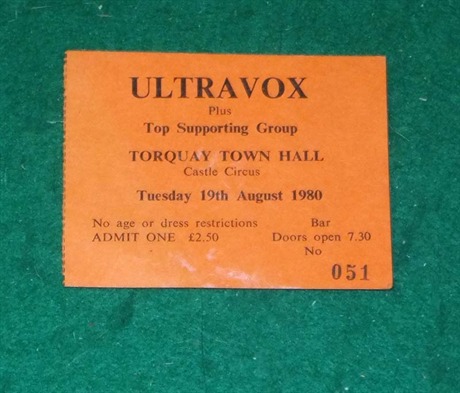 ULTRAVOX
Plus
Top Supporting Group
TORQUAY TOWN HALL
Castle Circus
Tuesday 19th August 1980
No age or dress restrictions Bar
ADMIT ONE £2.50 Doors open 7.30
No
051